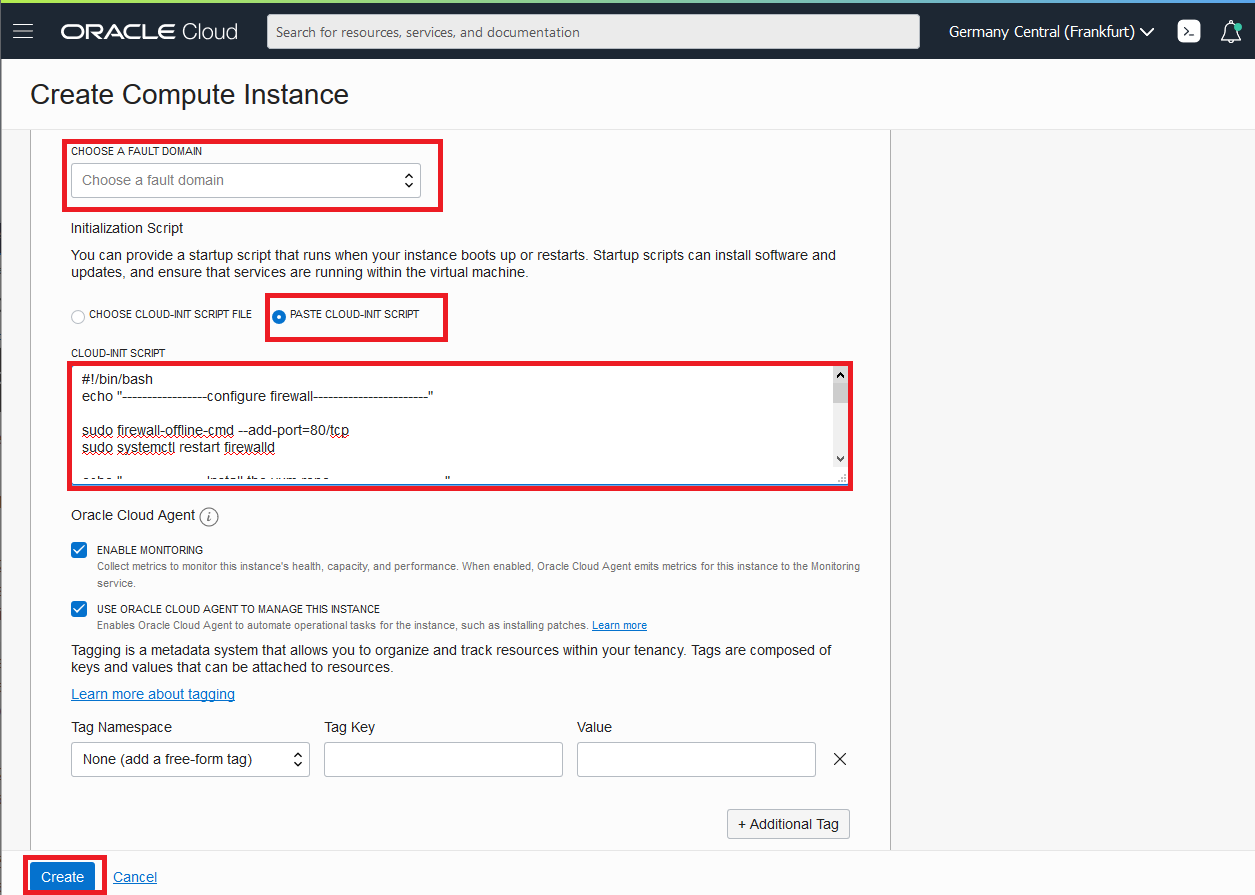 ORACLE Cloud
Search for resources, services, and documentation
Germany Central (Frankfurt)
Create Compute Instance
CHOOSE A FAULT DOMAIN
Choose a fault domain
Initialization Script
You can provide a startup script that runs when your instance boots up or restarts. Startup scripts can install software and
updates, and ensure that services are running within the virtual machine.
CHOOSE CLOUD-INIT SCRIPT FILE
PASTE CLOUD-INIT SCRIPT
CLOUD-INIT SCRIPT
#!/bin/bash
echo "-----------------configure firewall-----------------------"
sudo firewall-offline-cmd --add-port=80/tcp
sudo systemctl restart firewalld
Oracle Cloud Agent
ENABLE MONITORING
Collect metrics to monitor this instance's health, capacity, and performance. When enabled, Oracle Cloud Agent emits metrics for this instance to the Monitoring
service.
USE ORACLE CLOUD AGENT TO MANAGE THIS INSTANCE
Enables Oracle Cloud Agent to automate operational tasks for the instance, such as installing patches. Learn more
Tagging is a metadata system that allows you to organize and track resources within your tenancy. Tags are composed of
keys and values that can be attached to resources.
Learn more about tagging
Tag Namespace Tag Key Value
None (add a free-form tag)
+ Additional Tag
Create Cancel